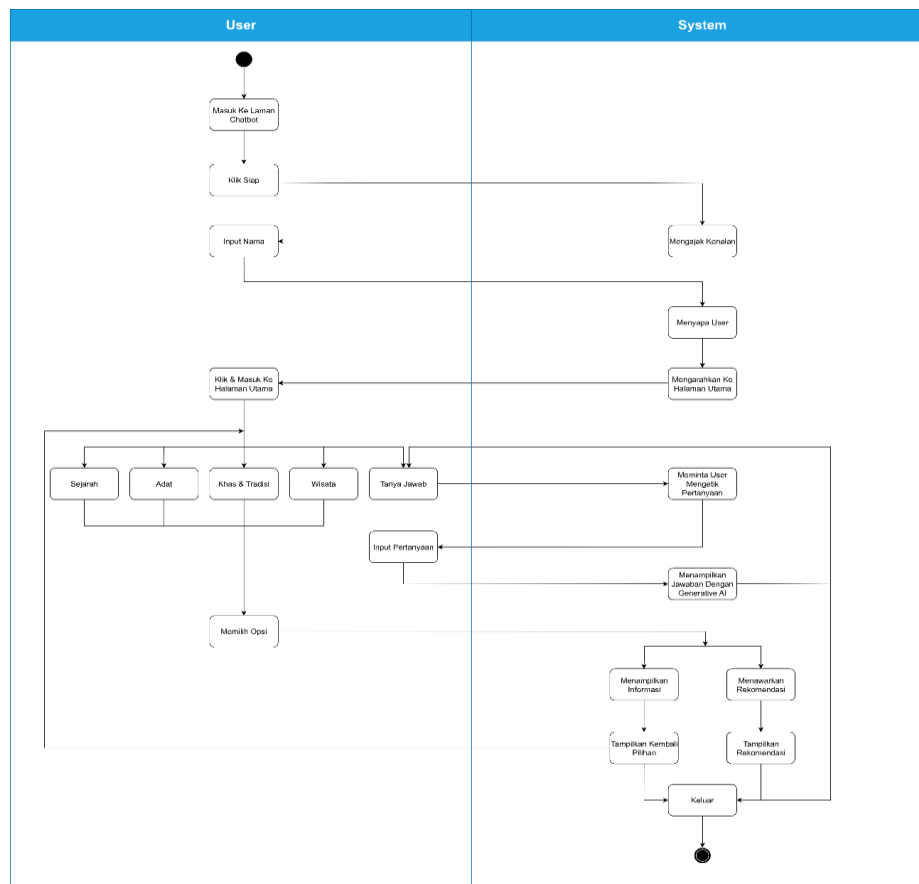 User
System
Masuk Ke Laman
Chatbot
Klik Siap
Input Nama
Mengajak Kenalan
Menyapa User
Klik & Masuk Ke
Halaman Utama
Mengarahkan Ke
Halaman Utama
Sejarah
Adat
Khas & Tradisi
Wisata
Tanya Jawab
Meminta User
Mengetik
Pertanyaan
Input Pertanyaan
Menampilkan
Jawaban Dengan
Generative AI
Momilih Opsi
Menampilkan
Informasi
Menawarkan
Rekomendasi
Tampilkan Kembali
Pilihan
Tampilkan
Rekomendasi
Keluar